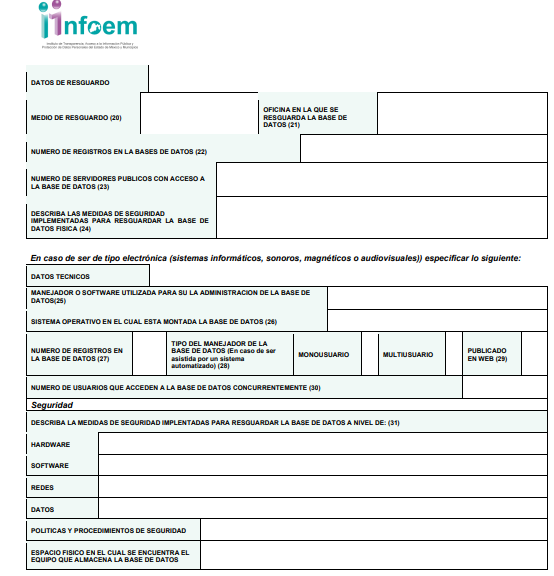 infoem
Instituto de Transparencia, Acceso a la Información Pública y
Protección de Datos Personales del Estado de México y Municipios
DATOS DE RESGUARDO
MEDIO DE RESGUARDO (20)
OFICINA EN LA QUE SE
RESGUARDA LA BASE DE
DATOS (21)
NUMERO DE REGISTROS EN LA BASES DE DATOS (22)
NUMERO DE SERVIDORES PUBLICOS CON ACCESO A
LA BASE DE DATOS (23)
DESCRIBA LAS MEDIDAS DE SEGURIDAD
IMPLEMENTADAS PARA RESGUARDAR LA BASE DE
DATOS FISICA (24)
En caso de ser de tipo electrónica (sistemas informáticos, sonoros, magnéticos o audiovisuales)) especificar lo siguiente:
DATOS TECNICOS
MANEJADOR O SOFTWARE UTILIZADA PARA SU LA ADMINISTRACION DE LA BASE DE
DATOS(25)
SISTEMA OPERATIVO EN EL CUAL ESTA MONTADA LA BASE DE DATOS (26)
NUMERO DE REGISTROS EN
LA BASE DE DATOS (27)
TIPO DEL MANEJADOR DE LA
BASE DE DATOS (En caso de ser
asistida por un sistema
automatizado) (28)
MONOUSUARIO
MULTIUSUARIO
PUBLICADO
EN WEB (29)
NUMERO DE USUARIOS QUE ACCEDEN A LA BASE DE DATOS CONCURRENTEMENTE (30)
Seguridad
DESCRIBA LA MEDIDAS DE SEGURIDAD IMPLENTADAS PARA RESGUARDAR LA BASE DE DATOS A NIVEL DE: (31)
HARDWARE
SOFTWARE
REDES
DATOS
POLITICAS Y PROCEDIMIENTOS DE SEGURIDAD
ESPACIO FISICO EN EL CUAL SE ENCUENTRA EL
EQUIPO QUE ALMACENA LA BASE DE DATOS